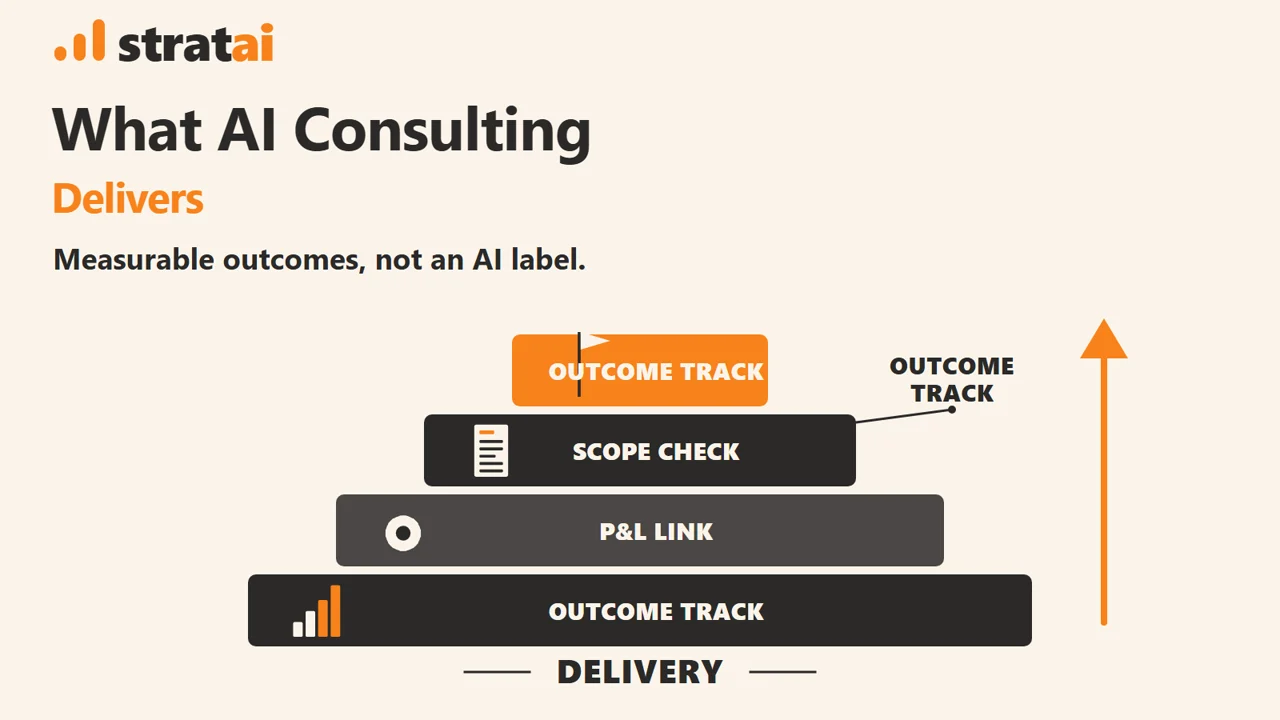 stratai
What AI Consulting
Delivers
Measurable outcomes, not an AI label.
OUTCOME TRACK
OUTCOME
TRACK
SCOPE CHECK
P&L LINK
OUTCOME TRACK
DELIVERY